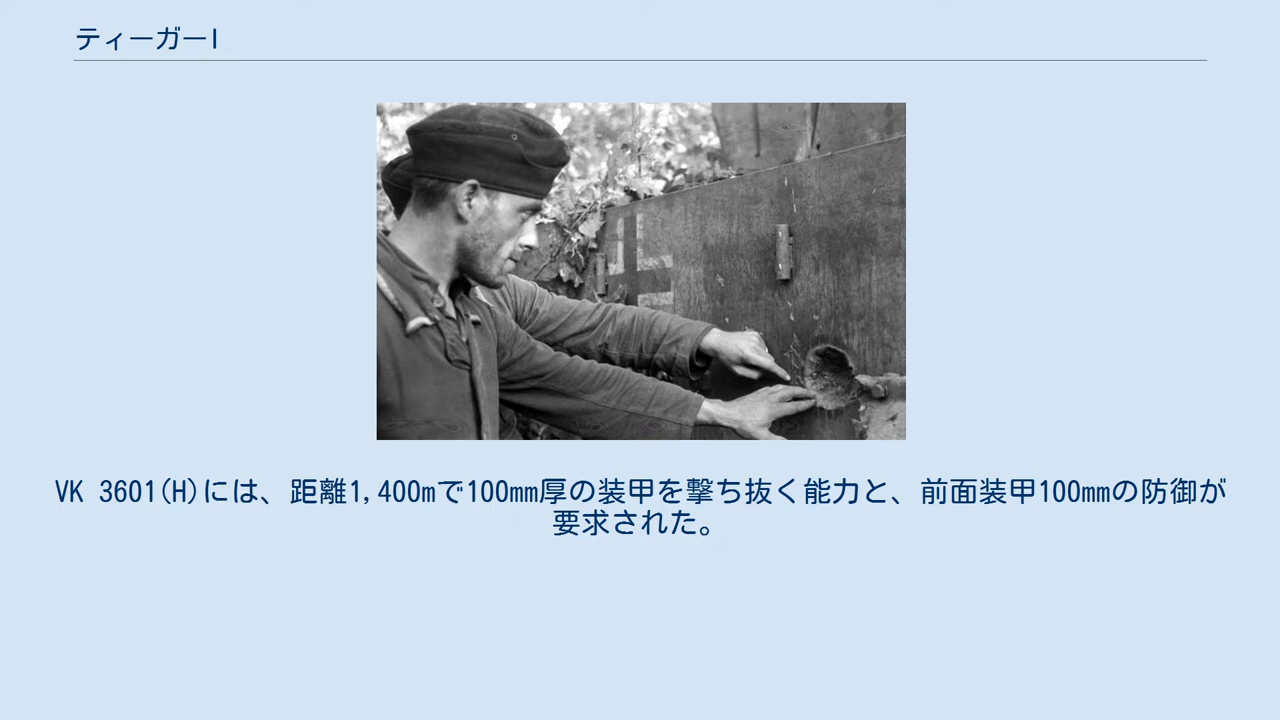 ティーガーI
VK 3601(H)には、距離1,400mで100mm厚の装甲を撃ち抜く能力と、前面装甲100mmの防御が
要求された。